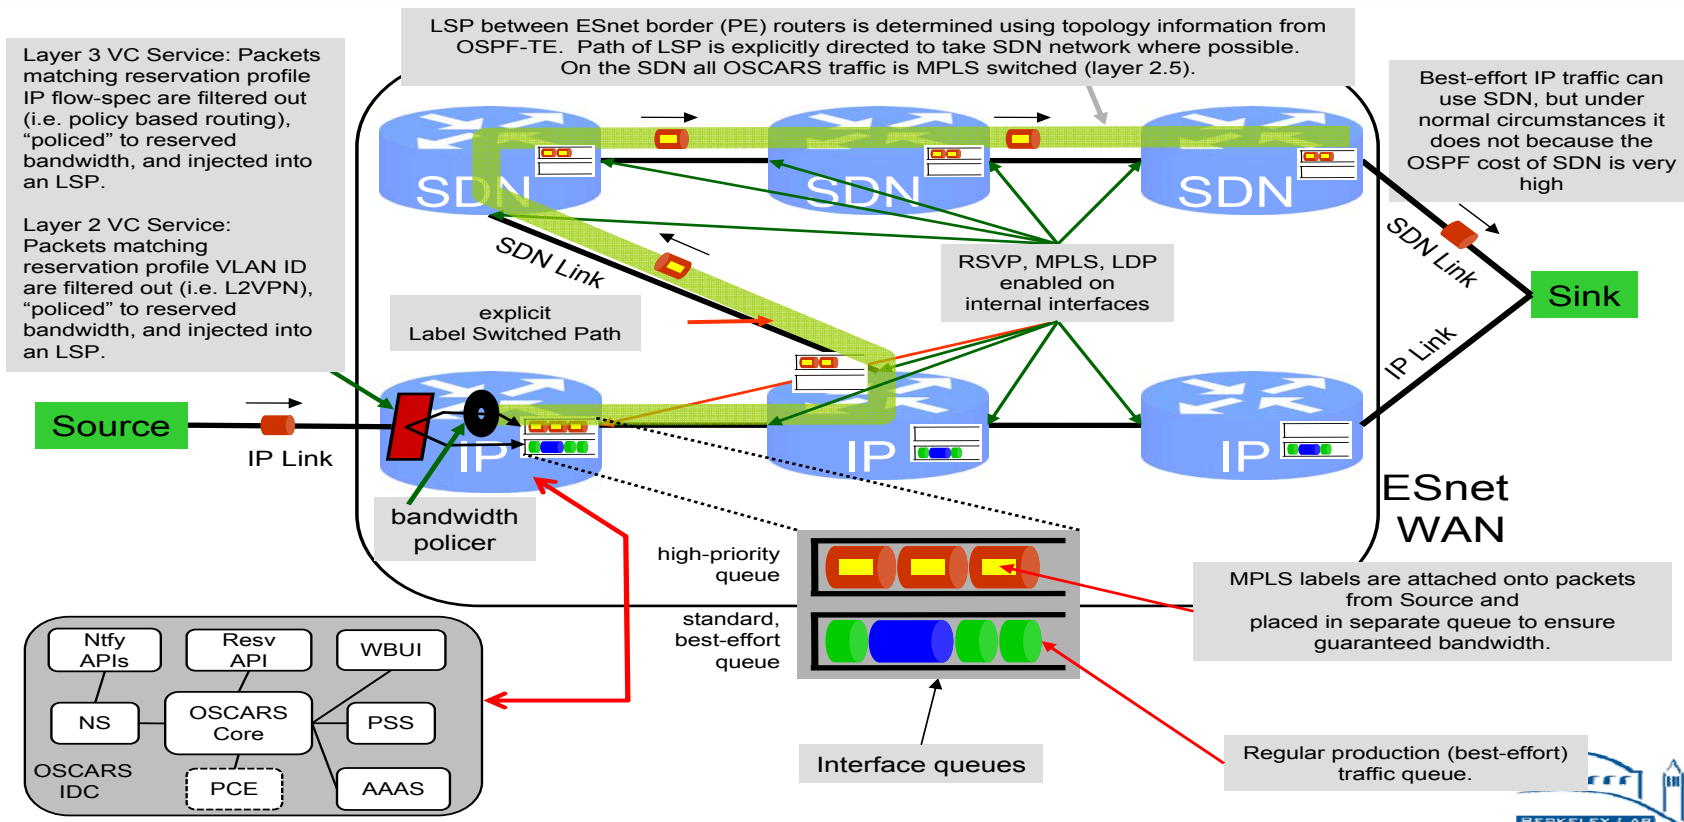 LSP between ESnet border (PE) routers is determined using topology information from
OSPF-TE.  Path of LSP is explicitly directed to take SDN network where possible.
On the SDN all OSCARS traffic is MPLS switched (layer 2.5).
Layer 3 VC Service: Packets
matching reservation profile
IP flow-spec are filtered out
(i.e. policy based routing),
“policed” to reserved
bandwidth, and injected into
an LSP.
Layer 2 VC Service:
Packets matching
reservation profile VLAN ID
are filtered out (i.e. L2VPN),
“policed” to reserved
bandwidth, and injected into
an LSP.
Best-effort IP traffic can
use SDN, but under
normal circumstances it
does not because the
OSPF cost of SDN is very
high
SDN
SDN
SDN
SDN Link
SDN Link
RSVP, MPLS, LDP
enabled on
internal interfaces
explicit
Label Switched Path
Sink
IP Link
Source
IP Link
IP
IP
IP
bandwidth
policer
ESnet
WAN
high-priority
queue
standard,
best-effort
queue
MPLS labels are attached onto packets
from Source and
placed in separate queue to ensure
guaranteed bandwidth.
Interface queues
Regular production (best-effort)
traffic queue.
Ntfy
APIs
Resv
API
WBUI
NS
OSCARS
Core
PSS
OSCARS
IDC
PCE
AAAS
BERKELEY LAB